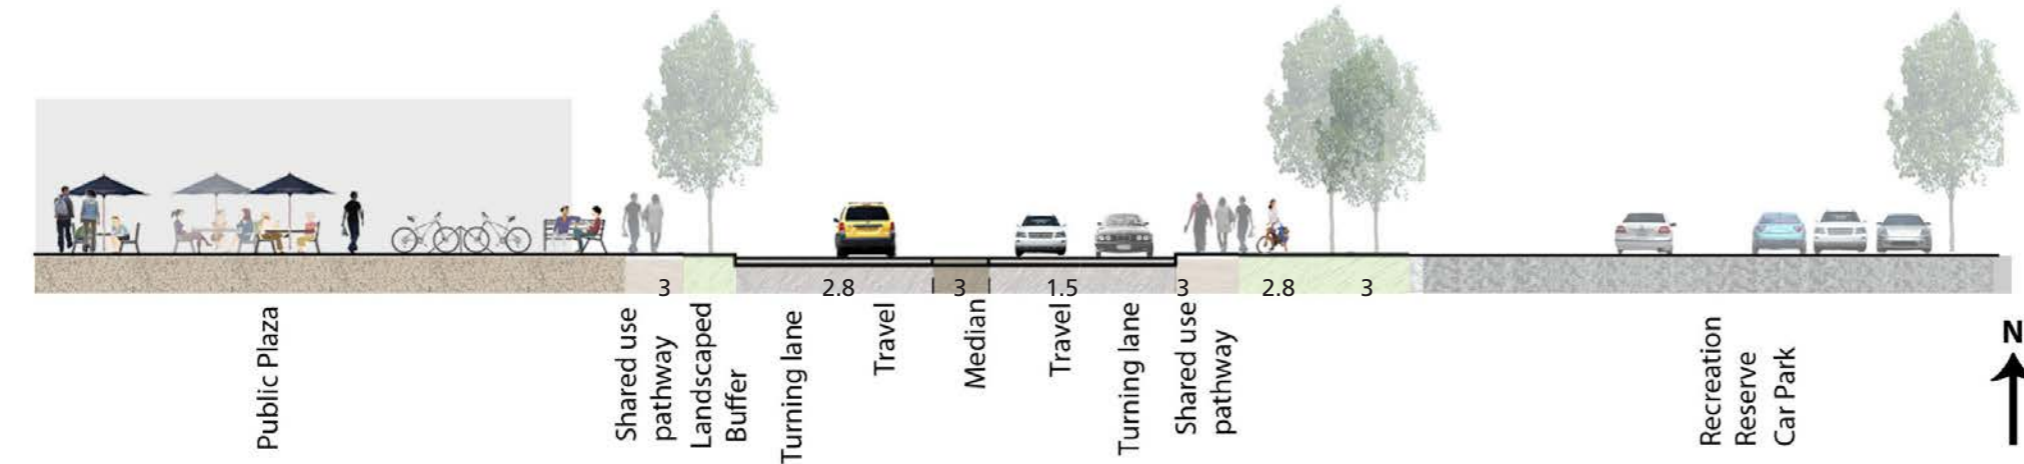 3
2.8
3
1.5
3
2.8
3
Public Plaza
Shared use
pathway
Landscaped
Buffer
Turning lane
Travel
Median
Travel
Turning lane
Shared use
pathway
Recreation
Reserve
Car Park
N